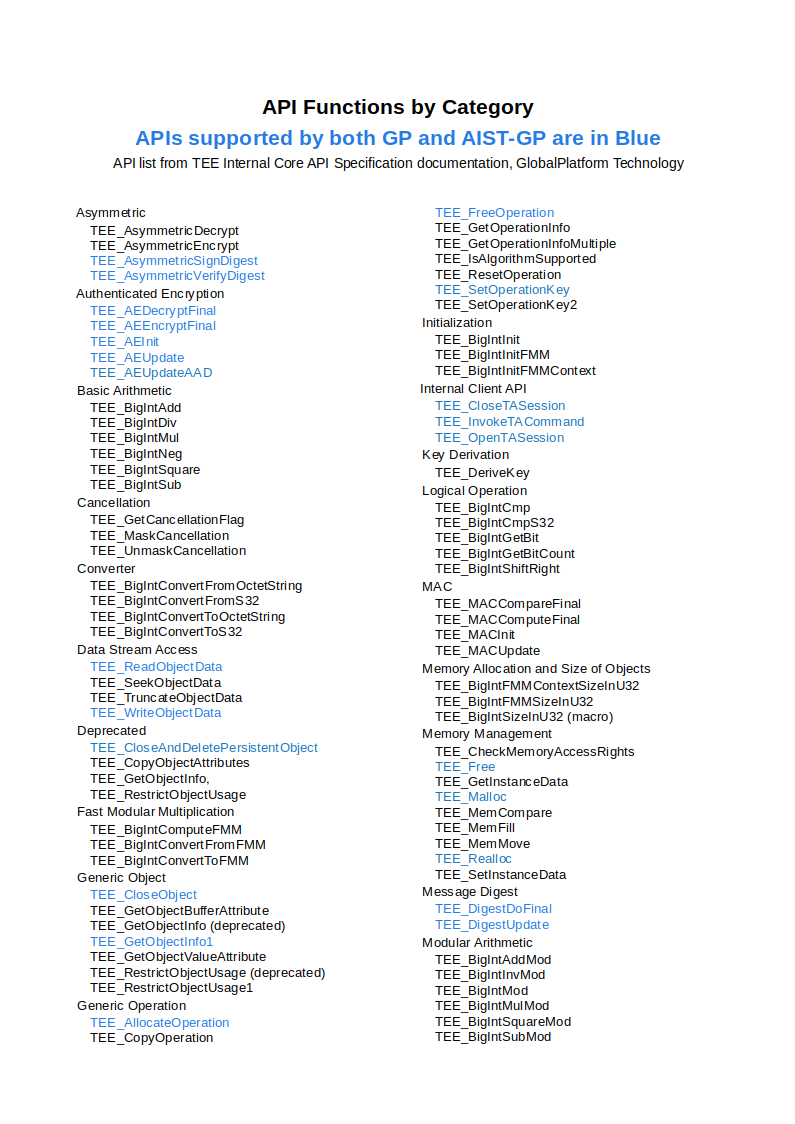 API Functions by Category
APIs supported by both GP and AIST-GP are in Blue
API list from TEE Internal Core API Specification documentation, GlobalPlatform Technology
Asymmetric
TEE_AsymmetricDecrypt
TEE_AsymmetricEncrypt
TEE_AsymmetricSignDigest
TEE_AsymmetricVerifyDigest
Authenticated Encryption
TEE_AEDecryptFinal
TEE_AEEncryptFinal
TEE_AEInit
TEE_AEUpdate
TEE_AEUpdateAAD
Basic Arithmetic
TEE_BigIntAdd
TEE_BigIntDiv
TEE_BigIntMul
TEE_BigIntNeg
TEE_BigIntSquare
TEE_BigIntSub
Cancellation
TEE_GetCancellationFlag
TEE_MaskCancellation
TEE_UnmaskCancellation
Converter
TEE_BigIntConvertFromOctetString
TEE_BigIntConvertFromS32
TEE_BigIntConvertToOctetString
TEE_BigIntConvertToS32
Data Stream Access
TEE_ReadObjectData
TEE_SeekObjectData
TEE_TruncateObjectData
TEE_WriteObjectData
Deprecated
TEE_CloseAndDeletePersistentObject
TEE_CopyObjectAttributes
TEE_GetObjectInfo,
TEE_RestrictObjectUsage
Fast Modular Multiplication
TEE_BigIntComputeFMM
TEE_BigIntConvertFromFMM
TEE_BigIntConvertToFMM
Generic Object
TEE_CloseObject
TEE_GetObjectBufferAttribute
TEE_GetObjectInfo (deprecated)
TEE_GetObjectInfo1
TEE_GetObjectValueAttribute
TEE_RestrictObjectUsage (deprecated)
TEE_RestrictObjectUsage1
Generic Operation
TEE_AllocateOperation
TEE_CopyOperation
TEE_FreeOperation
TEE_GetOperationInfo
TEE_GetOperationInfoMultiple
TEE_IsAlgorithmSupported
TEE_ResetOperation
TEE_SetOperationKey
TEE_SetOperationKey2
Initialization
TEE_BigIntInit
TEE_BigIntInitFMM
TEE_BigIntInitFMMContext
Internal Client API
TEE_CloseTASession
TEE_InvokeTACommand
TEE_OpenTASession
Key Derivation
TEE_DeriveKey
Logical Operation
TEE_BigIntCmp
TEE_BigIntCmpS32
TEE_BigIntGetBit
TEE_BigIntGetBitCount
TEE_BigIntShiftRight
MAC
TEE_MACCompareFinal
TEE_MACComputeFinal
TEE_MACInit
TEE_MACUpdate
Memory Allocation and Size of Objects
TEE_BigIntFMMContextSizeInU32
TEE_BigIntFMMSizeInU32
TEE_BigIntSizeInU32 (macro)
Memory Management
TEE_CheckMemoryAccessRights
TEE_Free
TEE_GetInstanceData
TEE_Malloc
TEE_MemCompare
TEE_MemFill
TEE_MemMove
TEE_Realloc
TEE_SetInstanceData
Message Digest
TEE_DigestDoFinal
TEE_DigestUpdate
Modular Arithmetic
TEE_BigIntAddMod
TEE_BigIntInvMod
TEE_BigIntMod
TEE_BigIntMulMod
TEE_BigIntSquareMod
TEE_BigIntSubMod